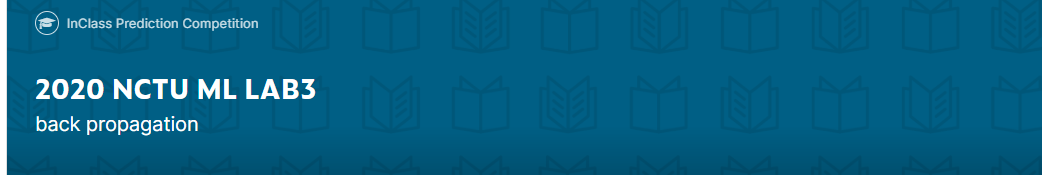 InClass Prediction Competition
2020 NCTU ML LAB3
back propagation